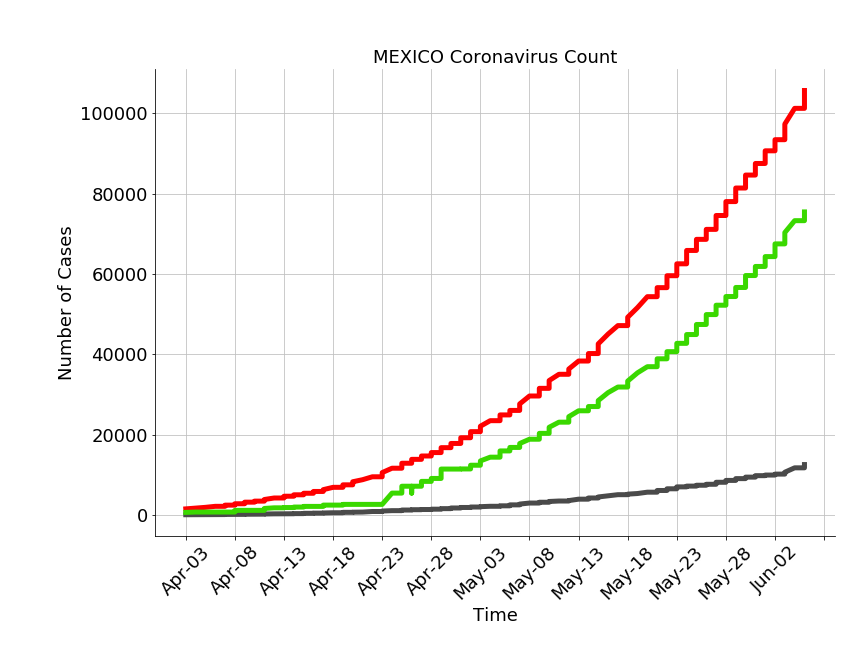 MEXICO Coronavirus Count
Number of Cases
100000
80000
60000
40000
20000
0
Apr-03
Apr-08
Apr-13
Apr-18
Apr-23
Apr-28
May-03
May-08
May-13
May-18
May-23
May-28
Jun-02
Time